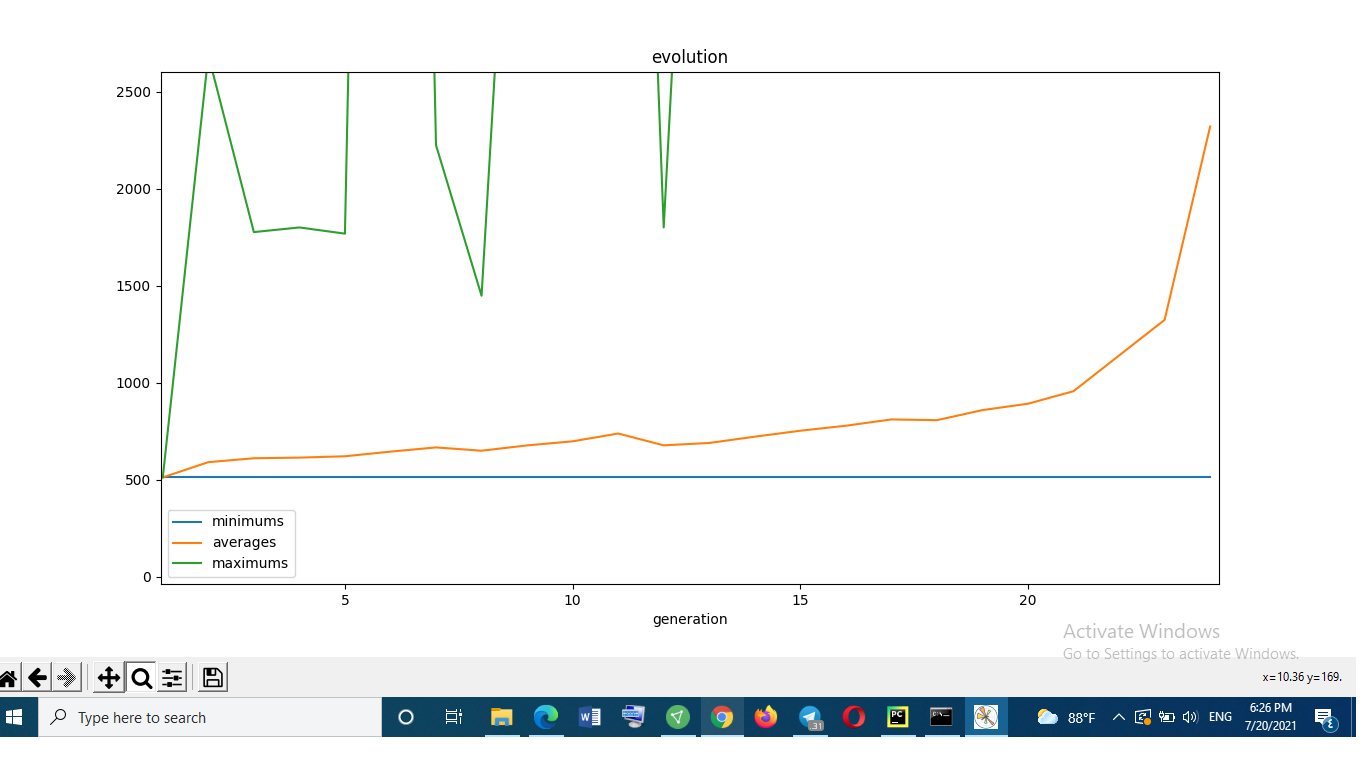 evolution
2500
2000
1500
1000
500
0
minimums
averages
maximums
5 10 15 20
generation
Activate Windows
Go to Settings to activate Windows.
x=10.36 y=169.
Type here to search
W
PC
31
88°F
ENG
6:26 PM
7/20/2021
٤